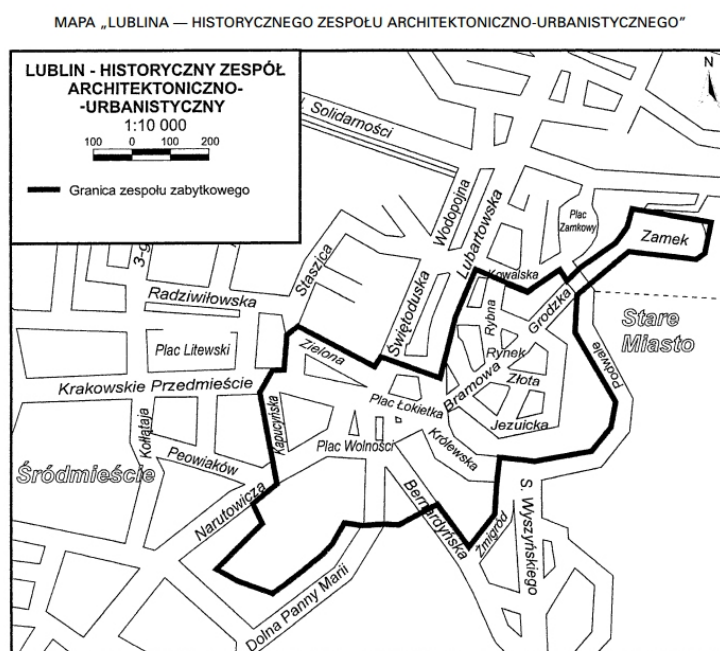 MAPA „LUBLINA — HISTORYCZNEGO ZESPOŁU ARCHITEKTONICZNO-URBANISTYCZNEGO”
LUBLIN - HISTORYCZNY ZESPÓŁ
ARCHITEKTONICZNO-
-URBANISTYCZNY
1:10 000
100 0 100 200
Granica zespołu zabytkowego
N
l. Solidarności
Wodopojna
Lubartowska
Plac
Zamkowy
Zamek
3-g
Staszica
Kowalska
Radziwiłowska
Świętoduska
Rybna
Grodzka
Stare
Miasto
Plac Litewski
Zielona
Rynek
Podwale
Krakowskie Przedmieście
Bramowa
Złota
Plac Łokietka
Kapucyńska
Kołłątaja
Jezuicka
Plac Wolności
Królewska
Peowiaków
Śródmieście
Narutowicza
Bernardyńska
S. Wyszyńskiego
Żmigród
Dolna Panny Marii